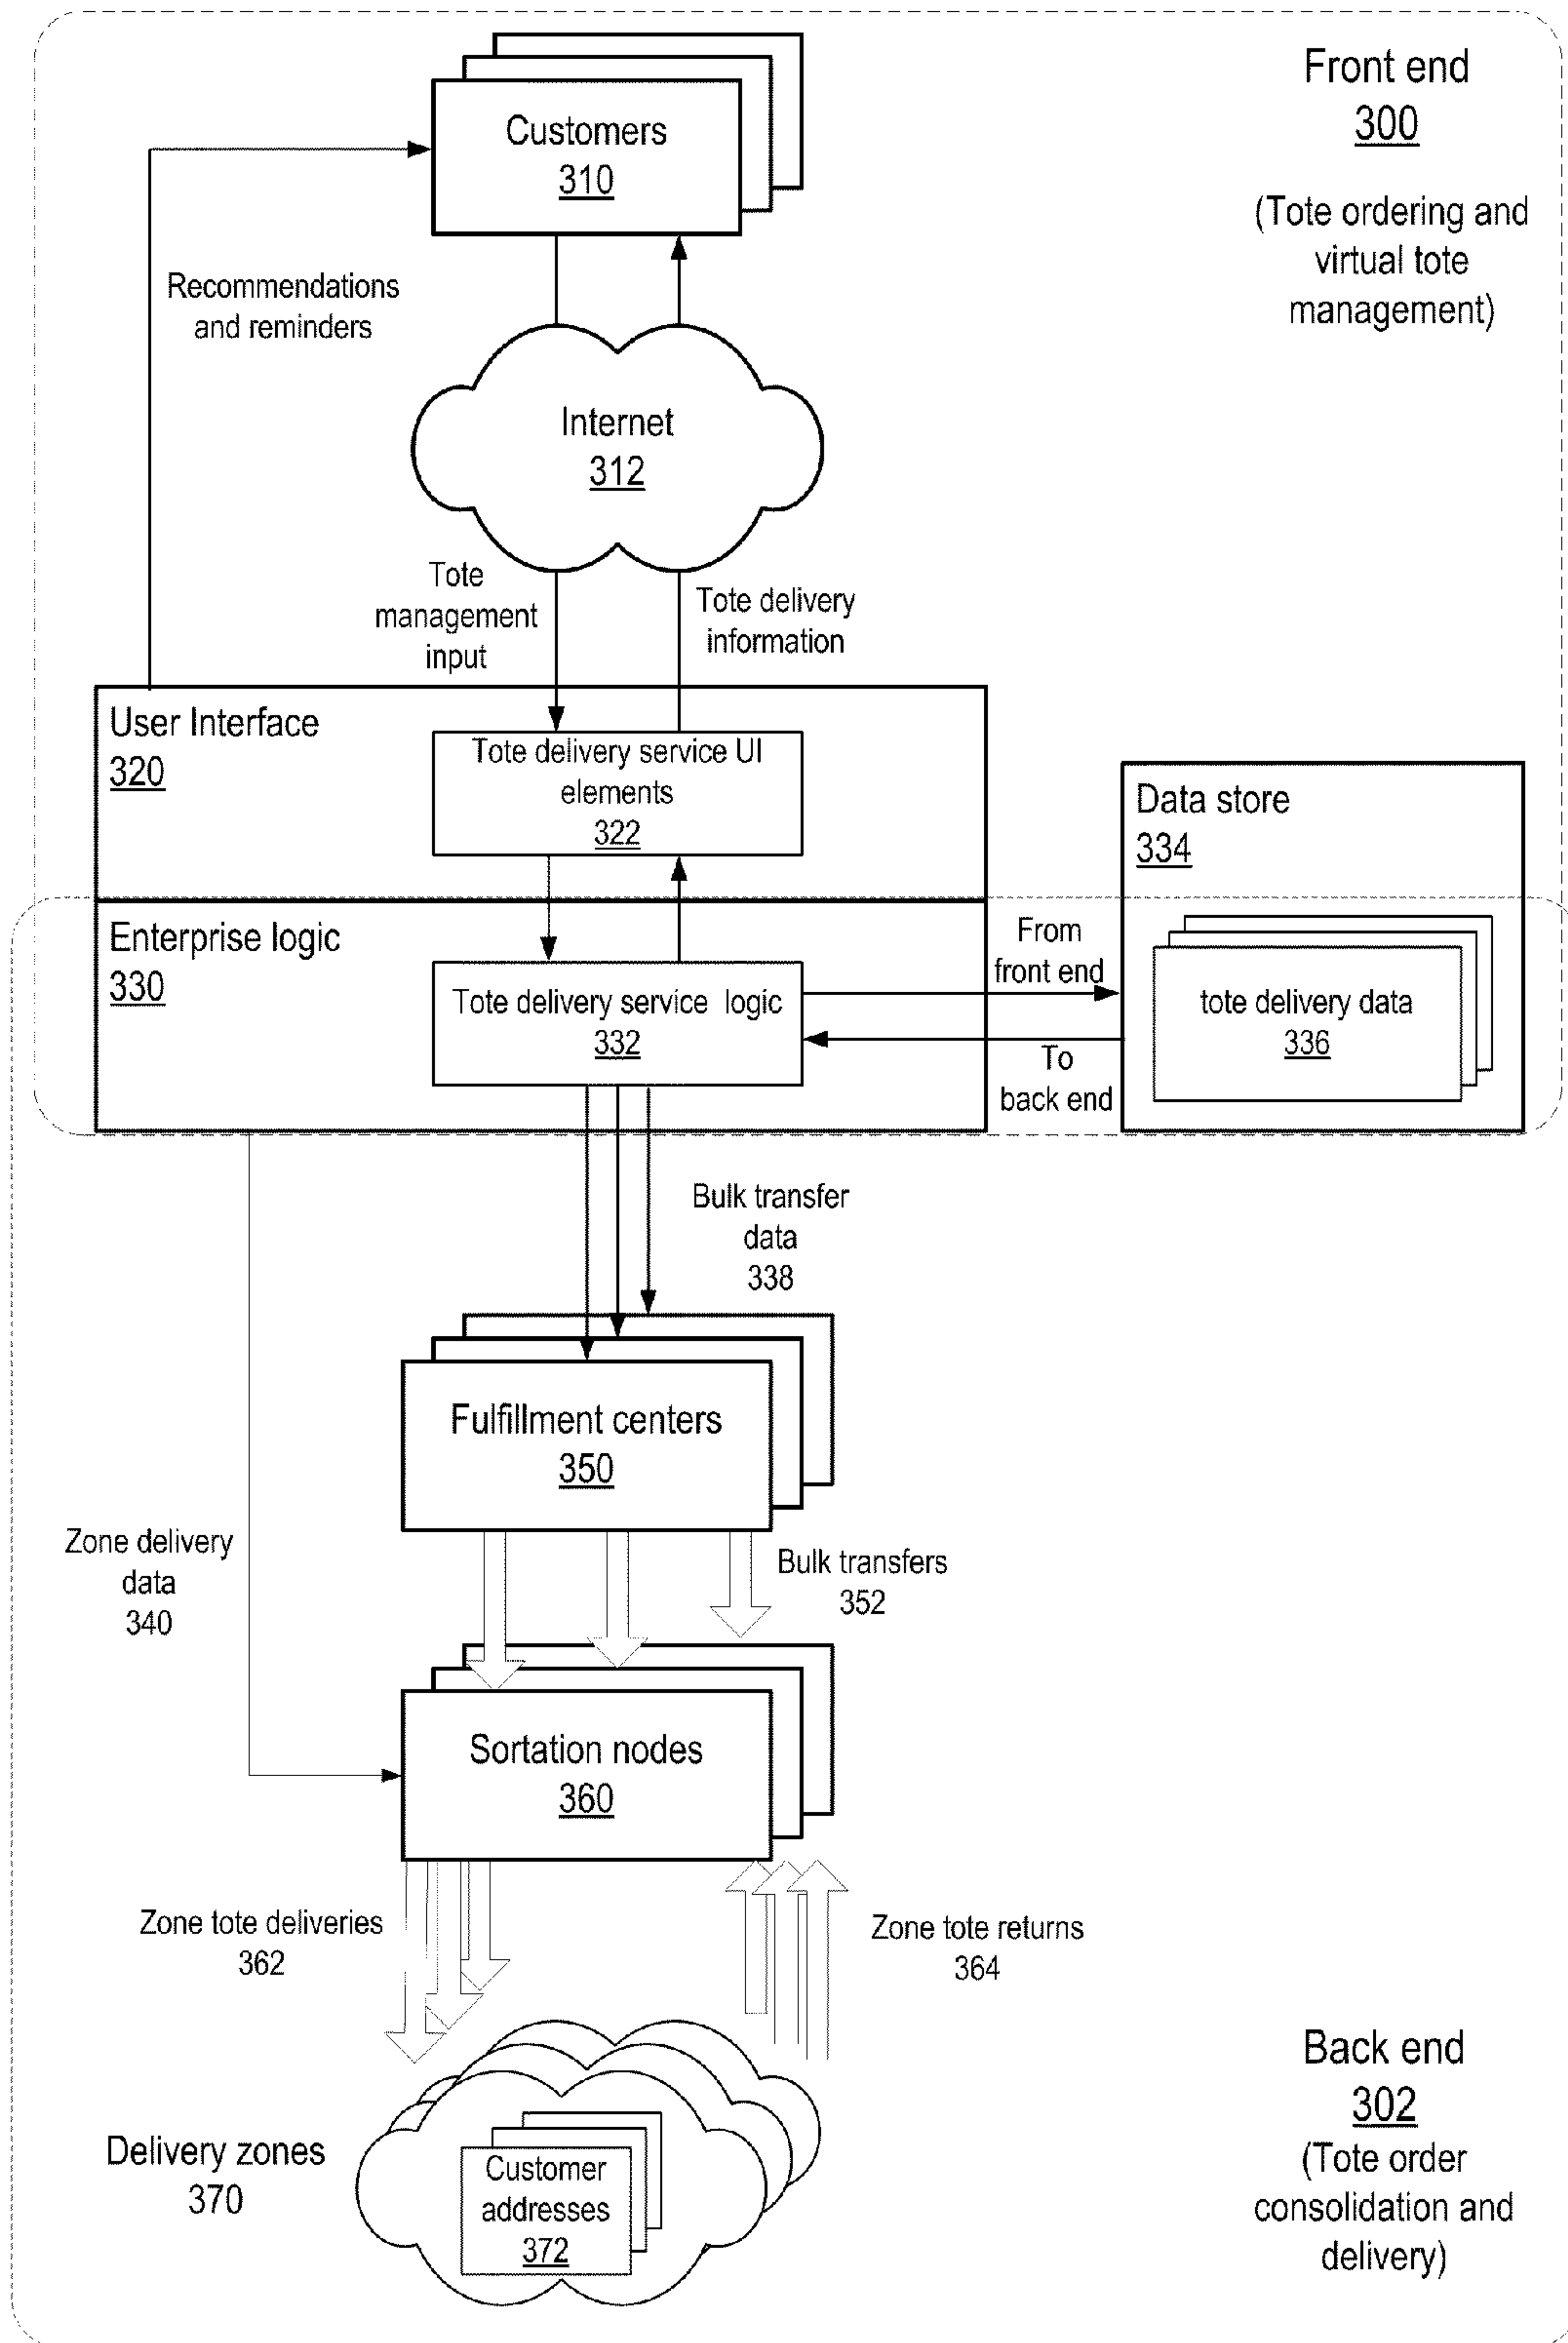 Front end
300
(Tote ordering and
virtual tote
management)
Customers
310
Recommendations
and reminders
Internet
312
Tote
management
input
Tote delivery
information
User Interface
320
Tote delivery service UI
elements
322
Data store
334
Enterprise logic
330
From
front end
Tote delivery service logic
332
tote delivery data
336
To
back end
Bulk transfer
data
338
Fulfillment centers
350
Zone delivery
data
340
Bulk transfers
352
Sortation nodes
360
Zone tote deliveries
362
Zone tote returns
364
Back end
302
(Tote order
consolidation and
delivery)
Delivery zones
370
Customer
addresses
372